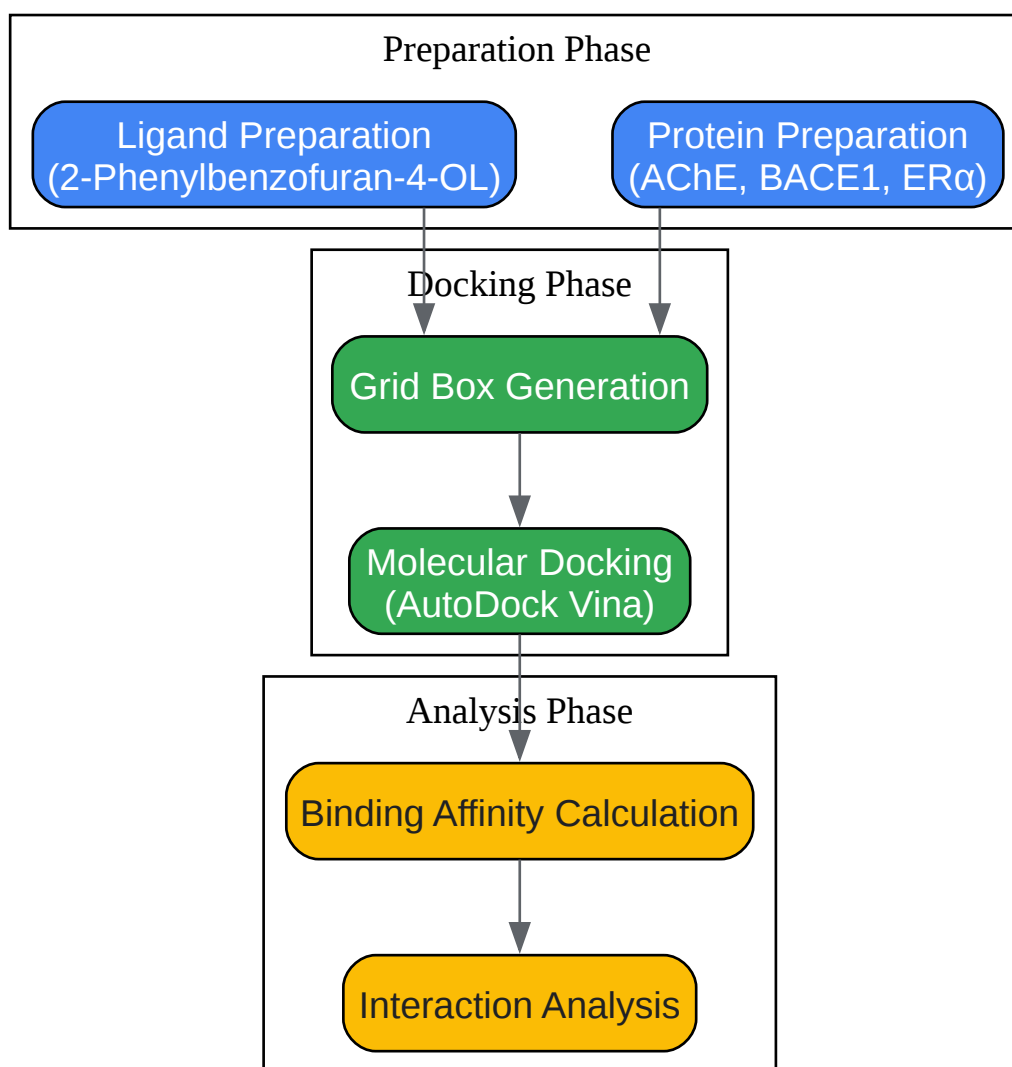 Preparation Phase
Ligand Preparation
(2-Phenylbenzofuran-4-OL)
Protein Preparation
(AChE, BACE1, ERα)
Docking Phase
Grid Box Generation
Molecular Docking
(AutoDock Vina)
Analysis Phase
Binding Affinity Calculation
Interaction Analysis